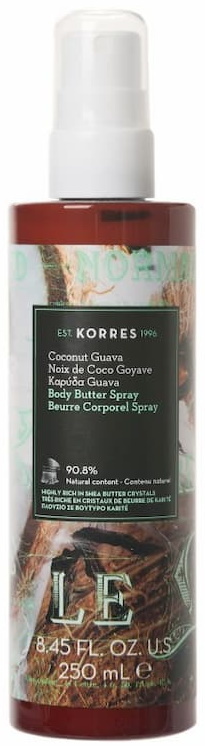 EST. KORRES 1996
Coconut Guava
Noix de Coco Goyave
Καρύδα Guava
Body Butter Spray
Beurre Corporel Spray
90.8%
Natural content - Contenu naturel
HIGHLY RICH IN SHEA BUTTER CRYSTALS
TRÈS RICHE EN CRISTAUX DE BEURRE DE KARITÉ
ΠΛΟΥΣΙΟ ΣΕ ΒΟΥΤΥΡΟ ΚΑΡΙΤΕ
LE
8.45 FL. OZ. U.S
250 mL e